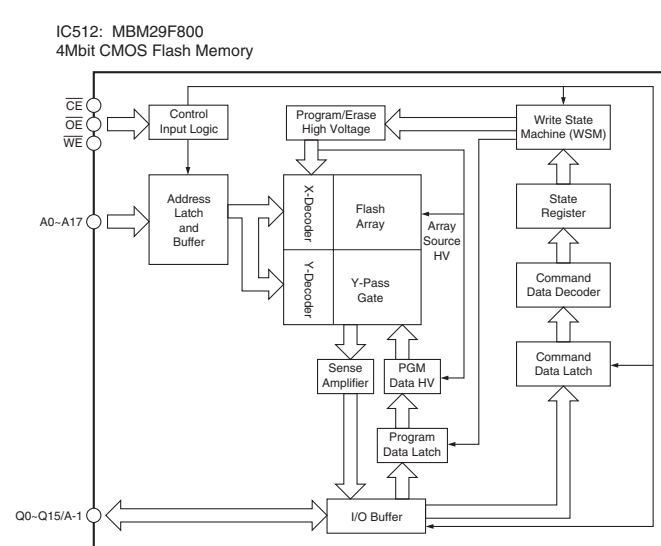 IC512: MBM29F800
4Mbit CMOS Flash Memory
CE
OE
WE
Control
Input Logic
Program/Erase
High Voltage
Write State
Machine (WSM)
A0~A17
Address
Latch
and
Buffer
X-Decoder
Flash
Array
Array
Source
HV
State
Register
Y-Decoder
Y-Pass
Gate
Command
Data Decoder
Sense
Amplifier
PGM
Data HV
Command
Data Latch
Program
Data Latch
Q0~Q15/A-1
I/O Buffer